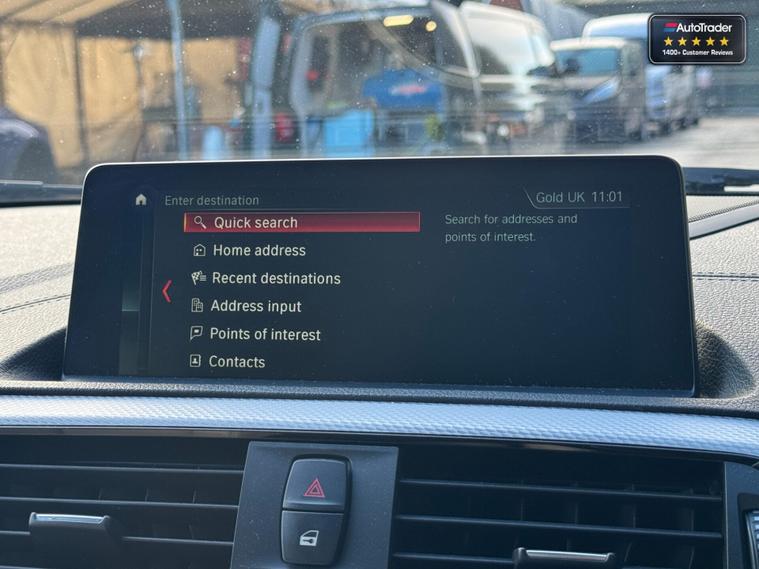 AutoTrader
1400+ Customer Reviews
Enter destination
Gold UK 11:01
Quick search
Home address
Recent destinations
Address input
Points of interest
Contacts
Search for addresses and
points of interest.